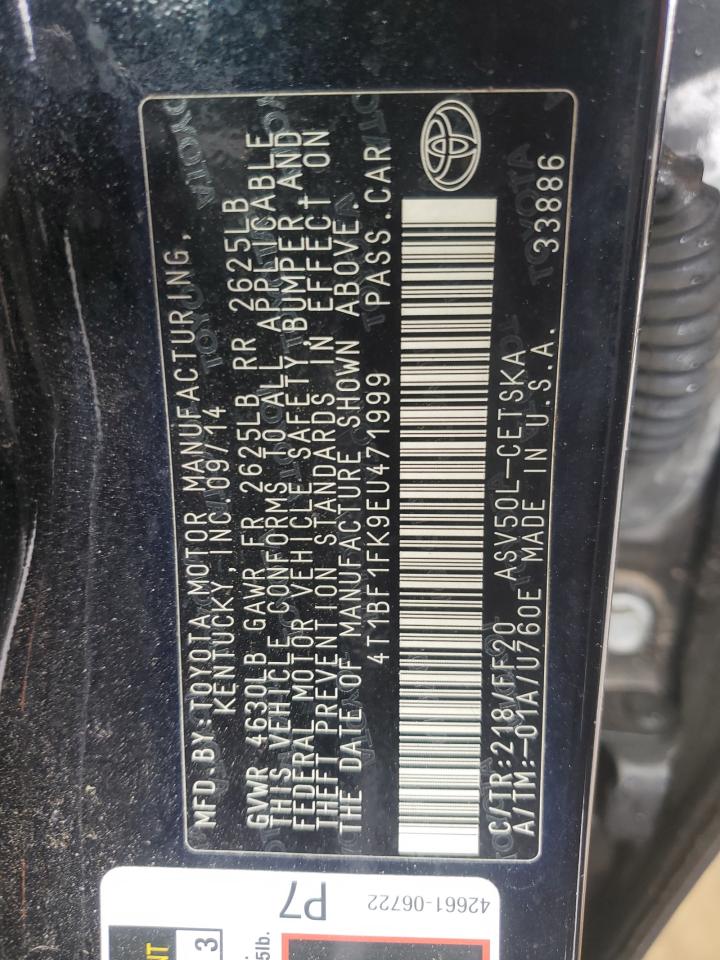 MFD.BY:TOYOTA MOTOR MANUFACTURING,
KENTUCKY, INC. 09/14
GVWR 4630LB GAWR FR 2625LB RR 2625LB
THIS VEHICLE CONFORMS TO ALL APPLICABLE
FEDERAL MOTOR VEHICLE SAFETY, BUMPER, AND
THEFT PREVENTION STANDARDS IN EFFECT ON
THE DATE OF MANUFACTURE SHOWN ABOVE.
4T1BF1FK9EU471999 PASS.CAR
C/TR:218/FF20 ASV50L-CETSKA 33886
A/TM:-01A/U760E MADE IN U.S.A.
42661-06722
P7
5lb.
NT
3